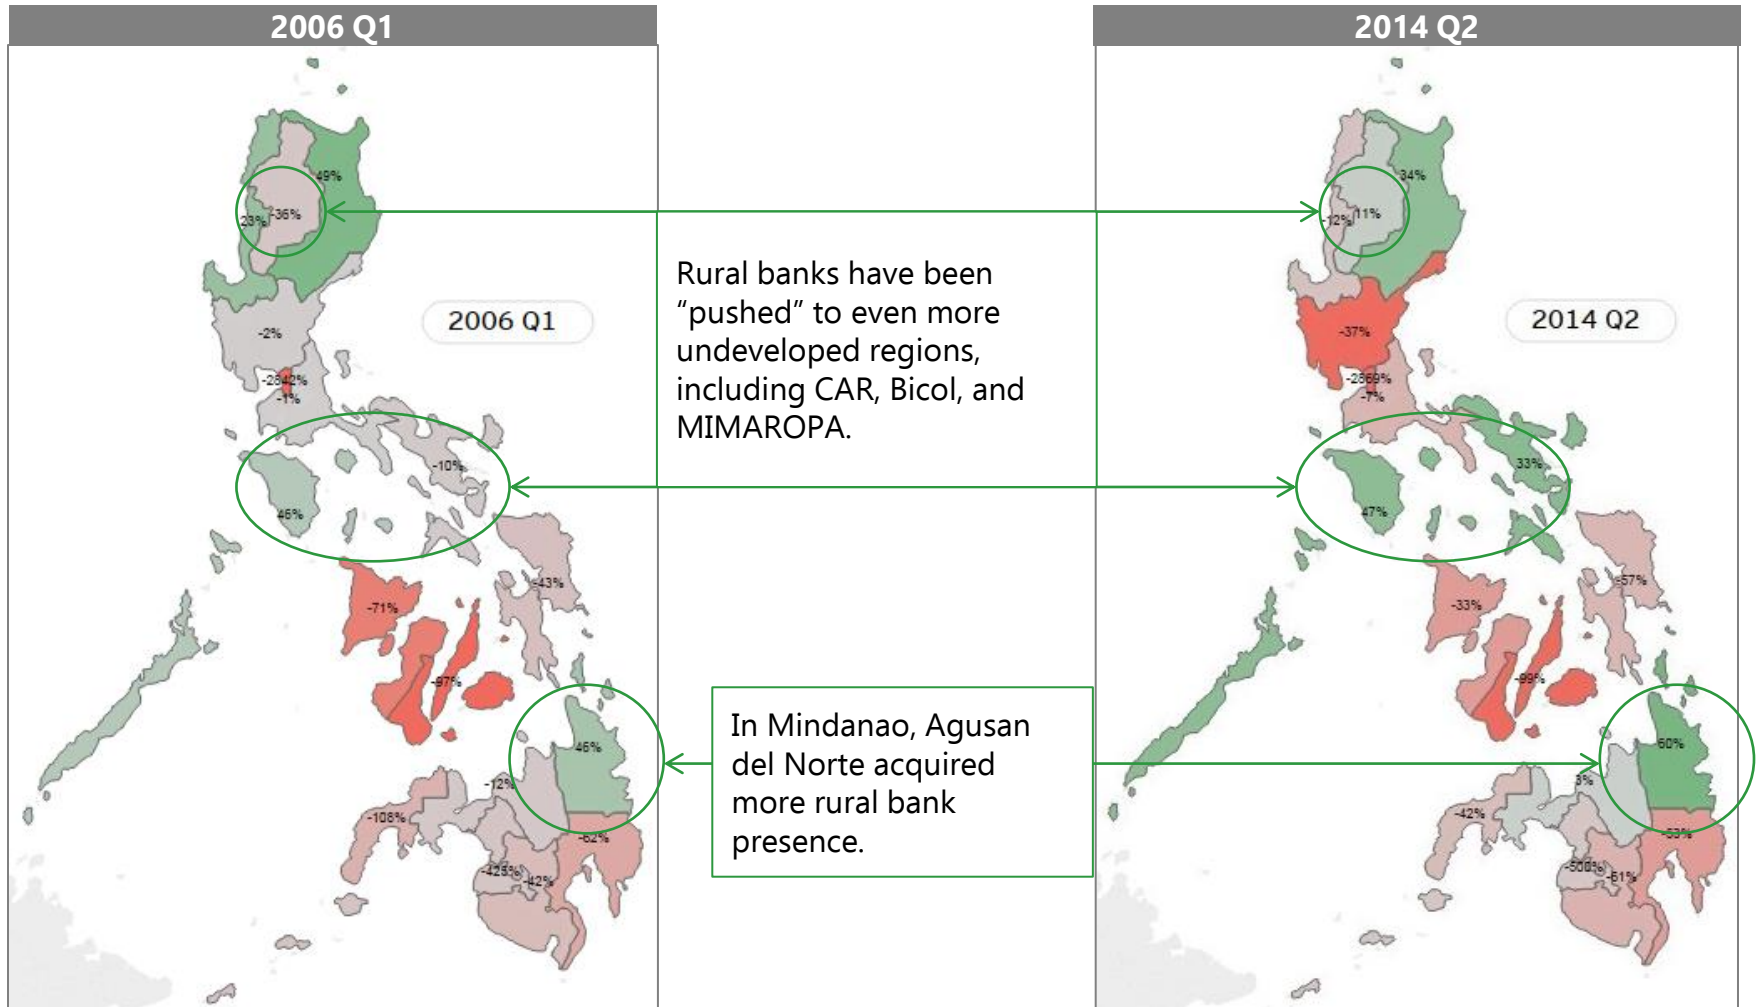 2006 Q1
2014 Q2
49%
-36%
23%
-2%
2006 Q1
-1%
-10%
46%
-43%
-71%
-97%
46%
-12%
-108%
-62%
-42%
Rural banks have been
“pushed” to even more
undeveloped regions,
including CAR, Bicol, and
MIMAROPA.
In Mindanao, Agusan
del Norte acquired
more rural bank
presence.
34%
-12%
11%
-37%
2014 Q2
-2869%
-7%
33%
47%
-57%
-33%
-99%
60%
3%
-42%
-53%
-61%